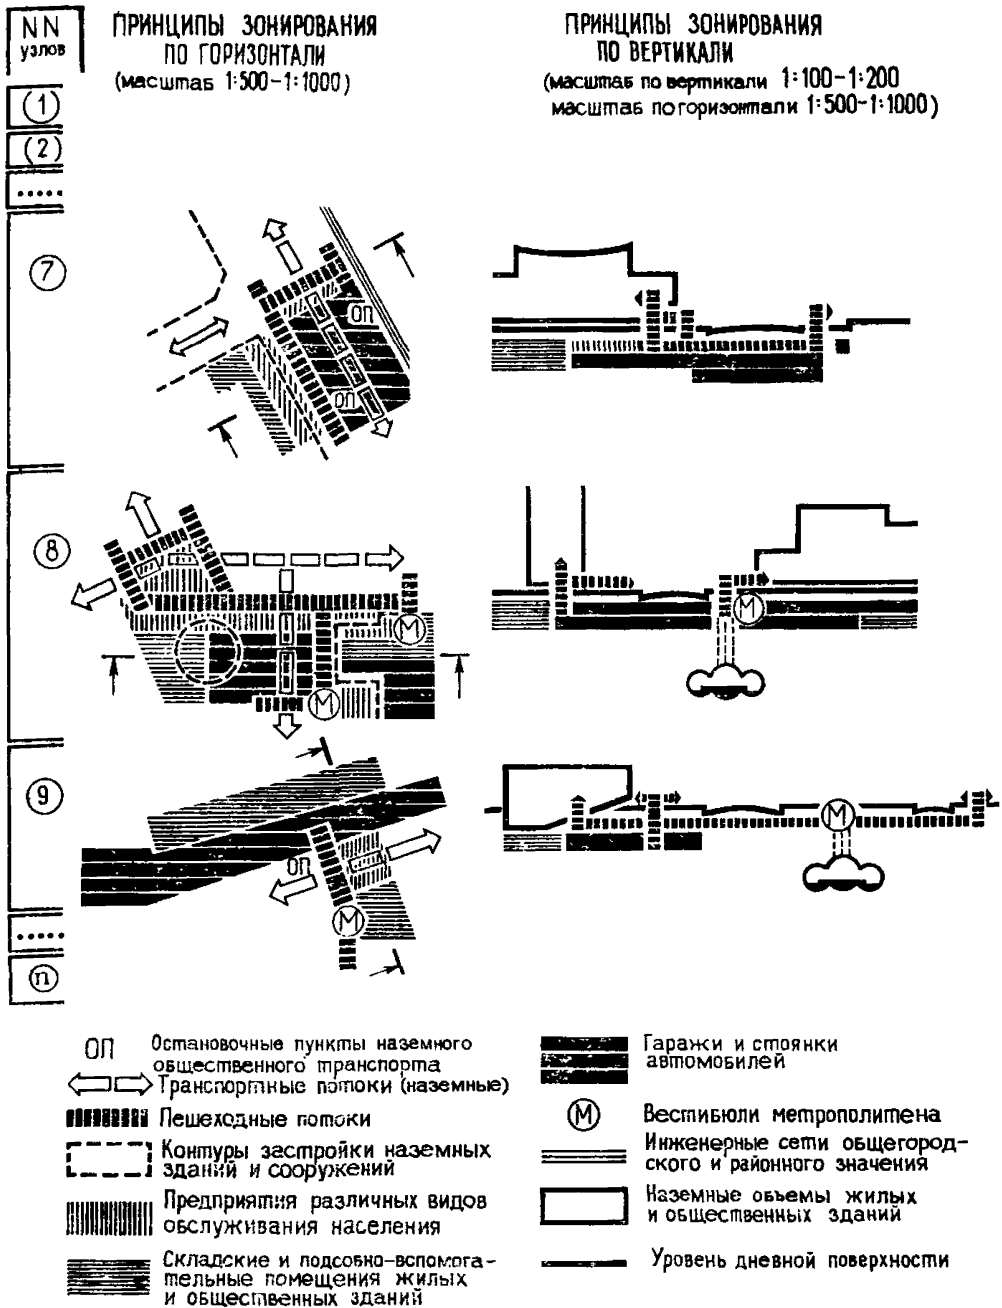 NN
узлов
ПРИНЦИПЫ ЗОНИРОВАНИЯ
ПО ГОРИЗОНТАЛИ
(масштаб 1:500-1:1000)
ПРИНЦИПЫ ЗОНИРОВАНИЯ
ПО ВЕРТИКАЛИ
(масштаб по вертикали 1:100-1:200
масштаб по горизонтали 1:500-1:1000)
(1)
(2)
.....
7
ОП
ОП
8
М
М
М
9
ОП
М
М
.....
п
ОП Остановочные пункты наземного
общественного транспорта
Транспортные потоки (наземные)
Пешеходные потоки
Контуры застройки наземных
зданий и сооружений
Предприятия различных видов
обслуживания населения
Складские и подсобно-вспомога-
тельные помещения жилых
и общественных зданий
Гаражи и стоянки
автомобилей
М Вестибюли метрополитена
Инженерные сети общегород-
ского и районного значения
Наземные объемы жилых
и общественных зданий
Уровень дневной поверхности